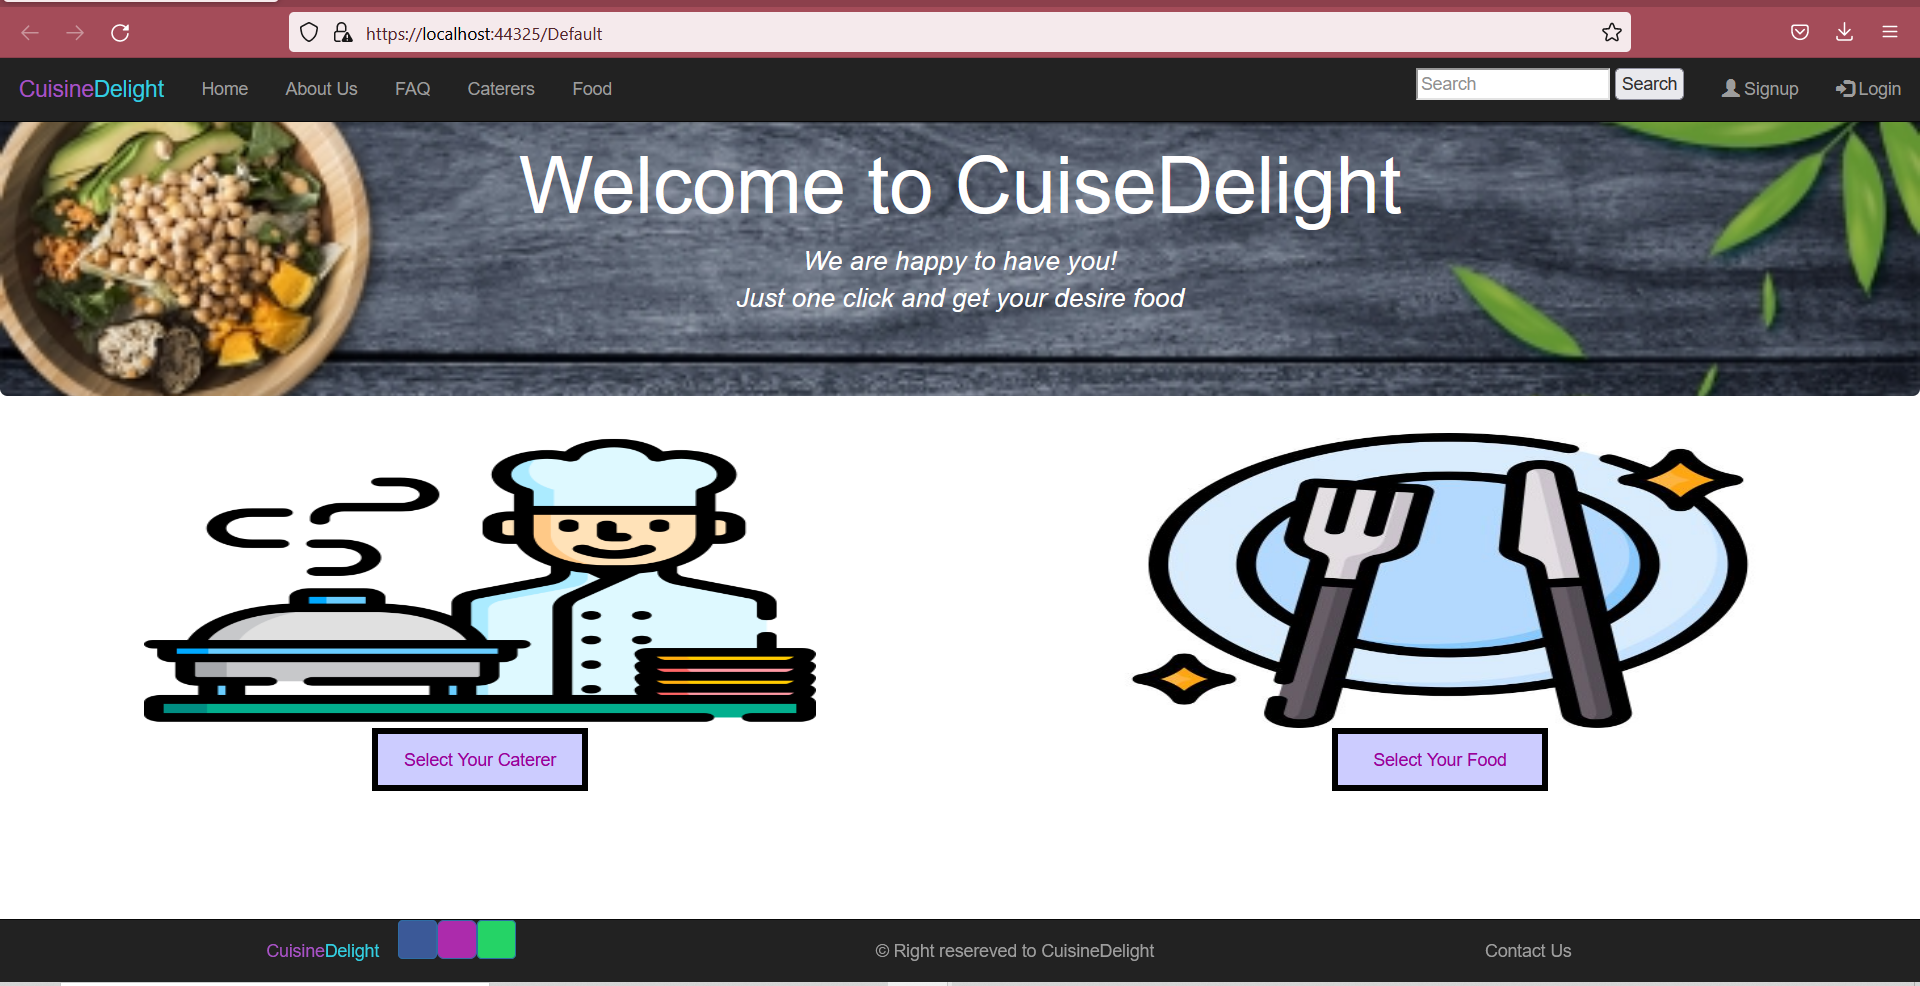 https://localhost:44325/Default
CuisineDelight Home About Us FAQ Caterers Food Search Search Signup Login
Welcome to CuiseDelight
We are happy to have you!
Just one click and get your desire food
Select Your Caterer Select Your Food
CuisineDelight © Right resereved to CuisineDelight Contact Us